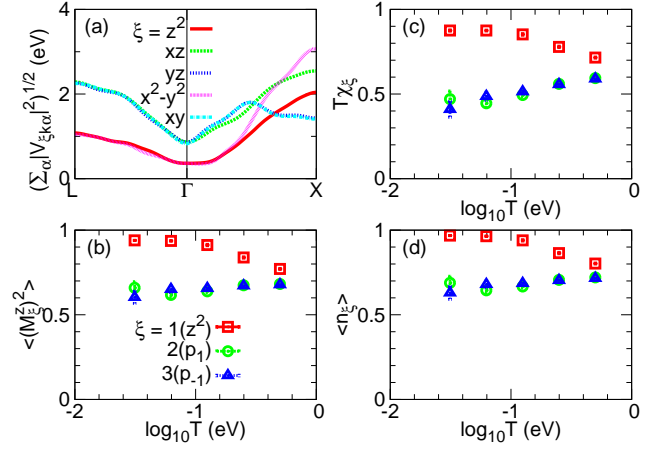 (a)
ξ = z²
xz
yz
x²-y²
xy
(Σα|Vξkα|²)^1/2 (eV)
4
2
0
L
Γ
X
(c)
Tχξ
1
0.5
0
-2
-1
0
log10T (eV)
(b)
<(Mξ^z)²>
1
0.5
0
ξ = 1(z²)
2(p1)
3(p-1)
-2
-1
0
log10T (eV)
(d)
<nξ>
1
0.5
0
-2
-1
0
log10T (eV)